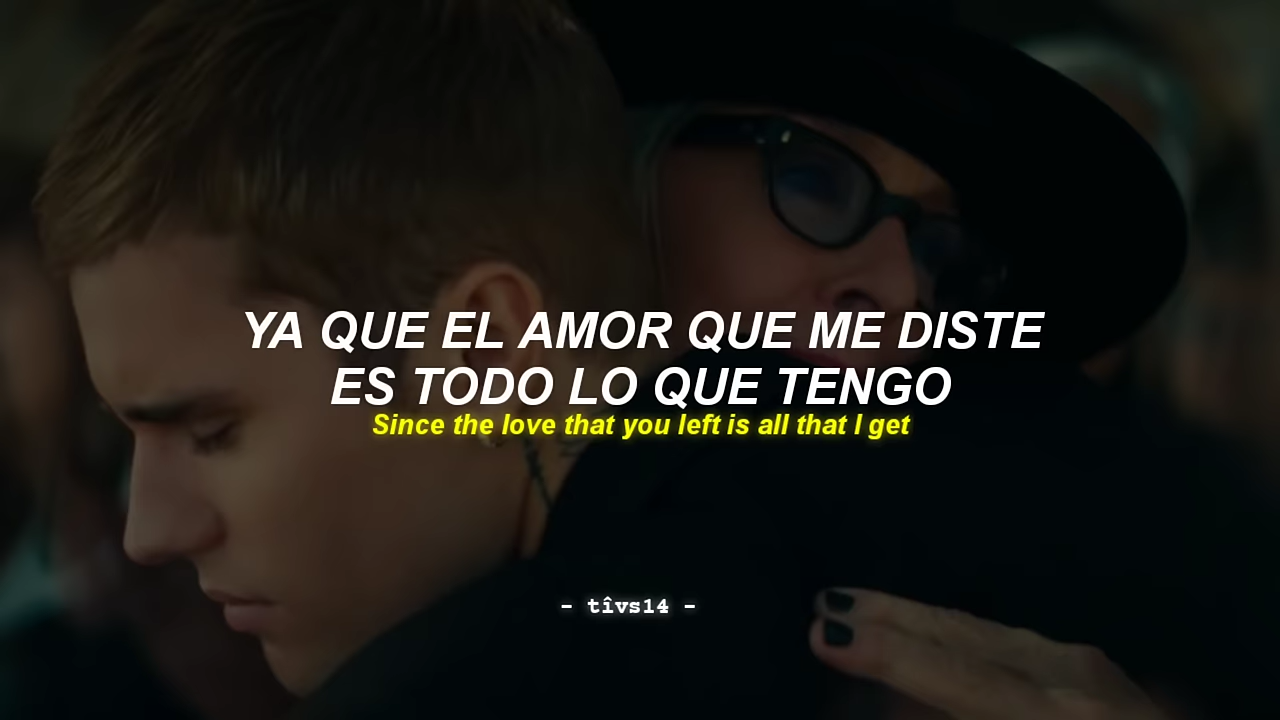 YA QUE EL AMOR QUE ME DISTE
ES TODO LO QUE TENGO
Since the love that you left is all that I get
- tîvs14 -